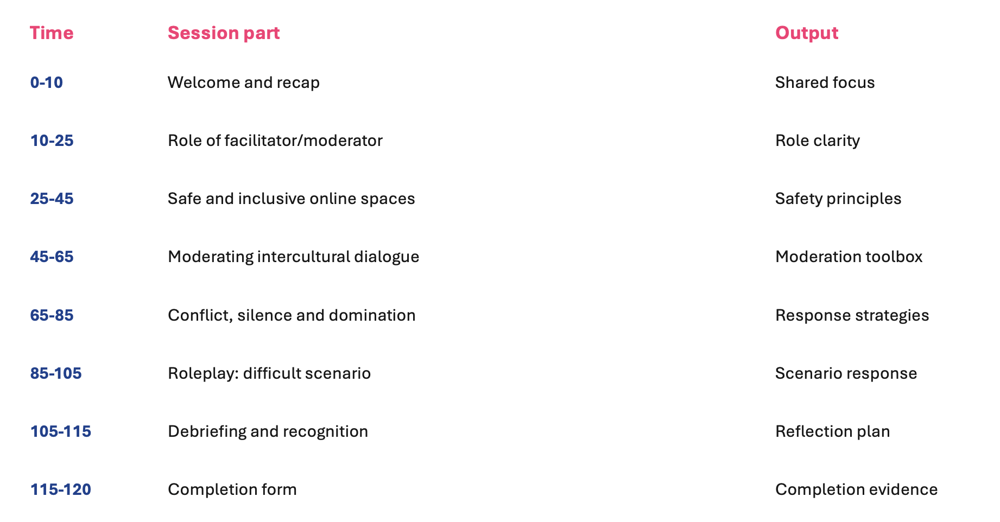 Time Session part Output
0-10 Welcome and recap Shared focus
10-25 Role of facilitator/moderator Role clarity
25-45 Safe and inclusive online spaces Safety principles
45-65 Moderating intercultural dialogue Moderation toolbox
65-85 Conflict, silence and domination Response strategies
85-105 Roleplay: difficult scenario Scenario response
105-115 Debriefing and recognition Reflection plan
115-120 Completion form Completion evidence